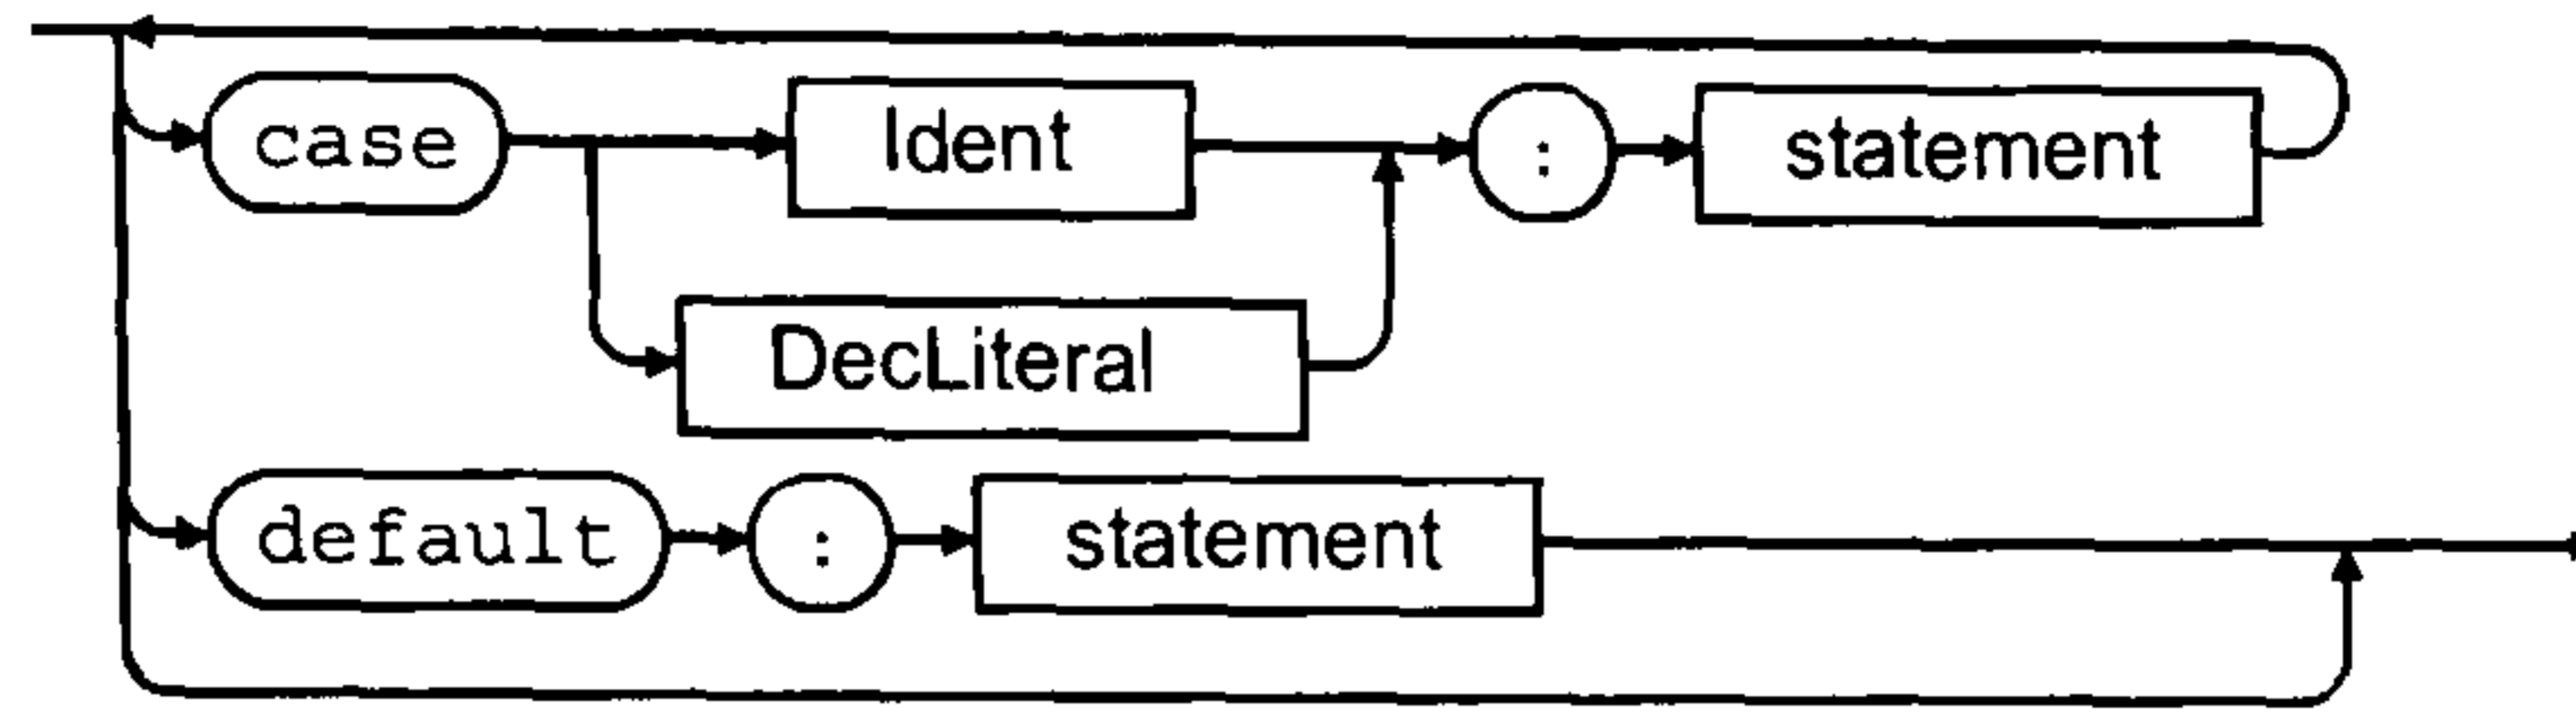 case Ident : statement
DecLiteral
default : statement